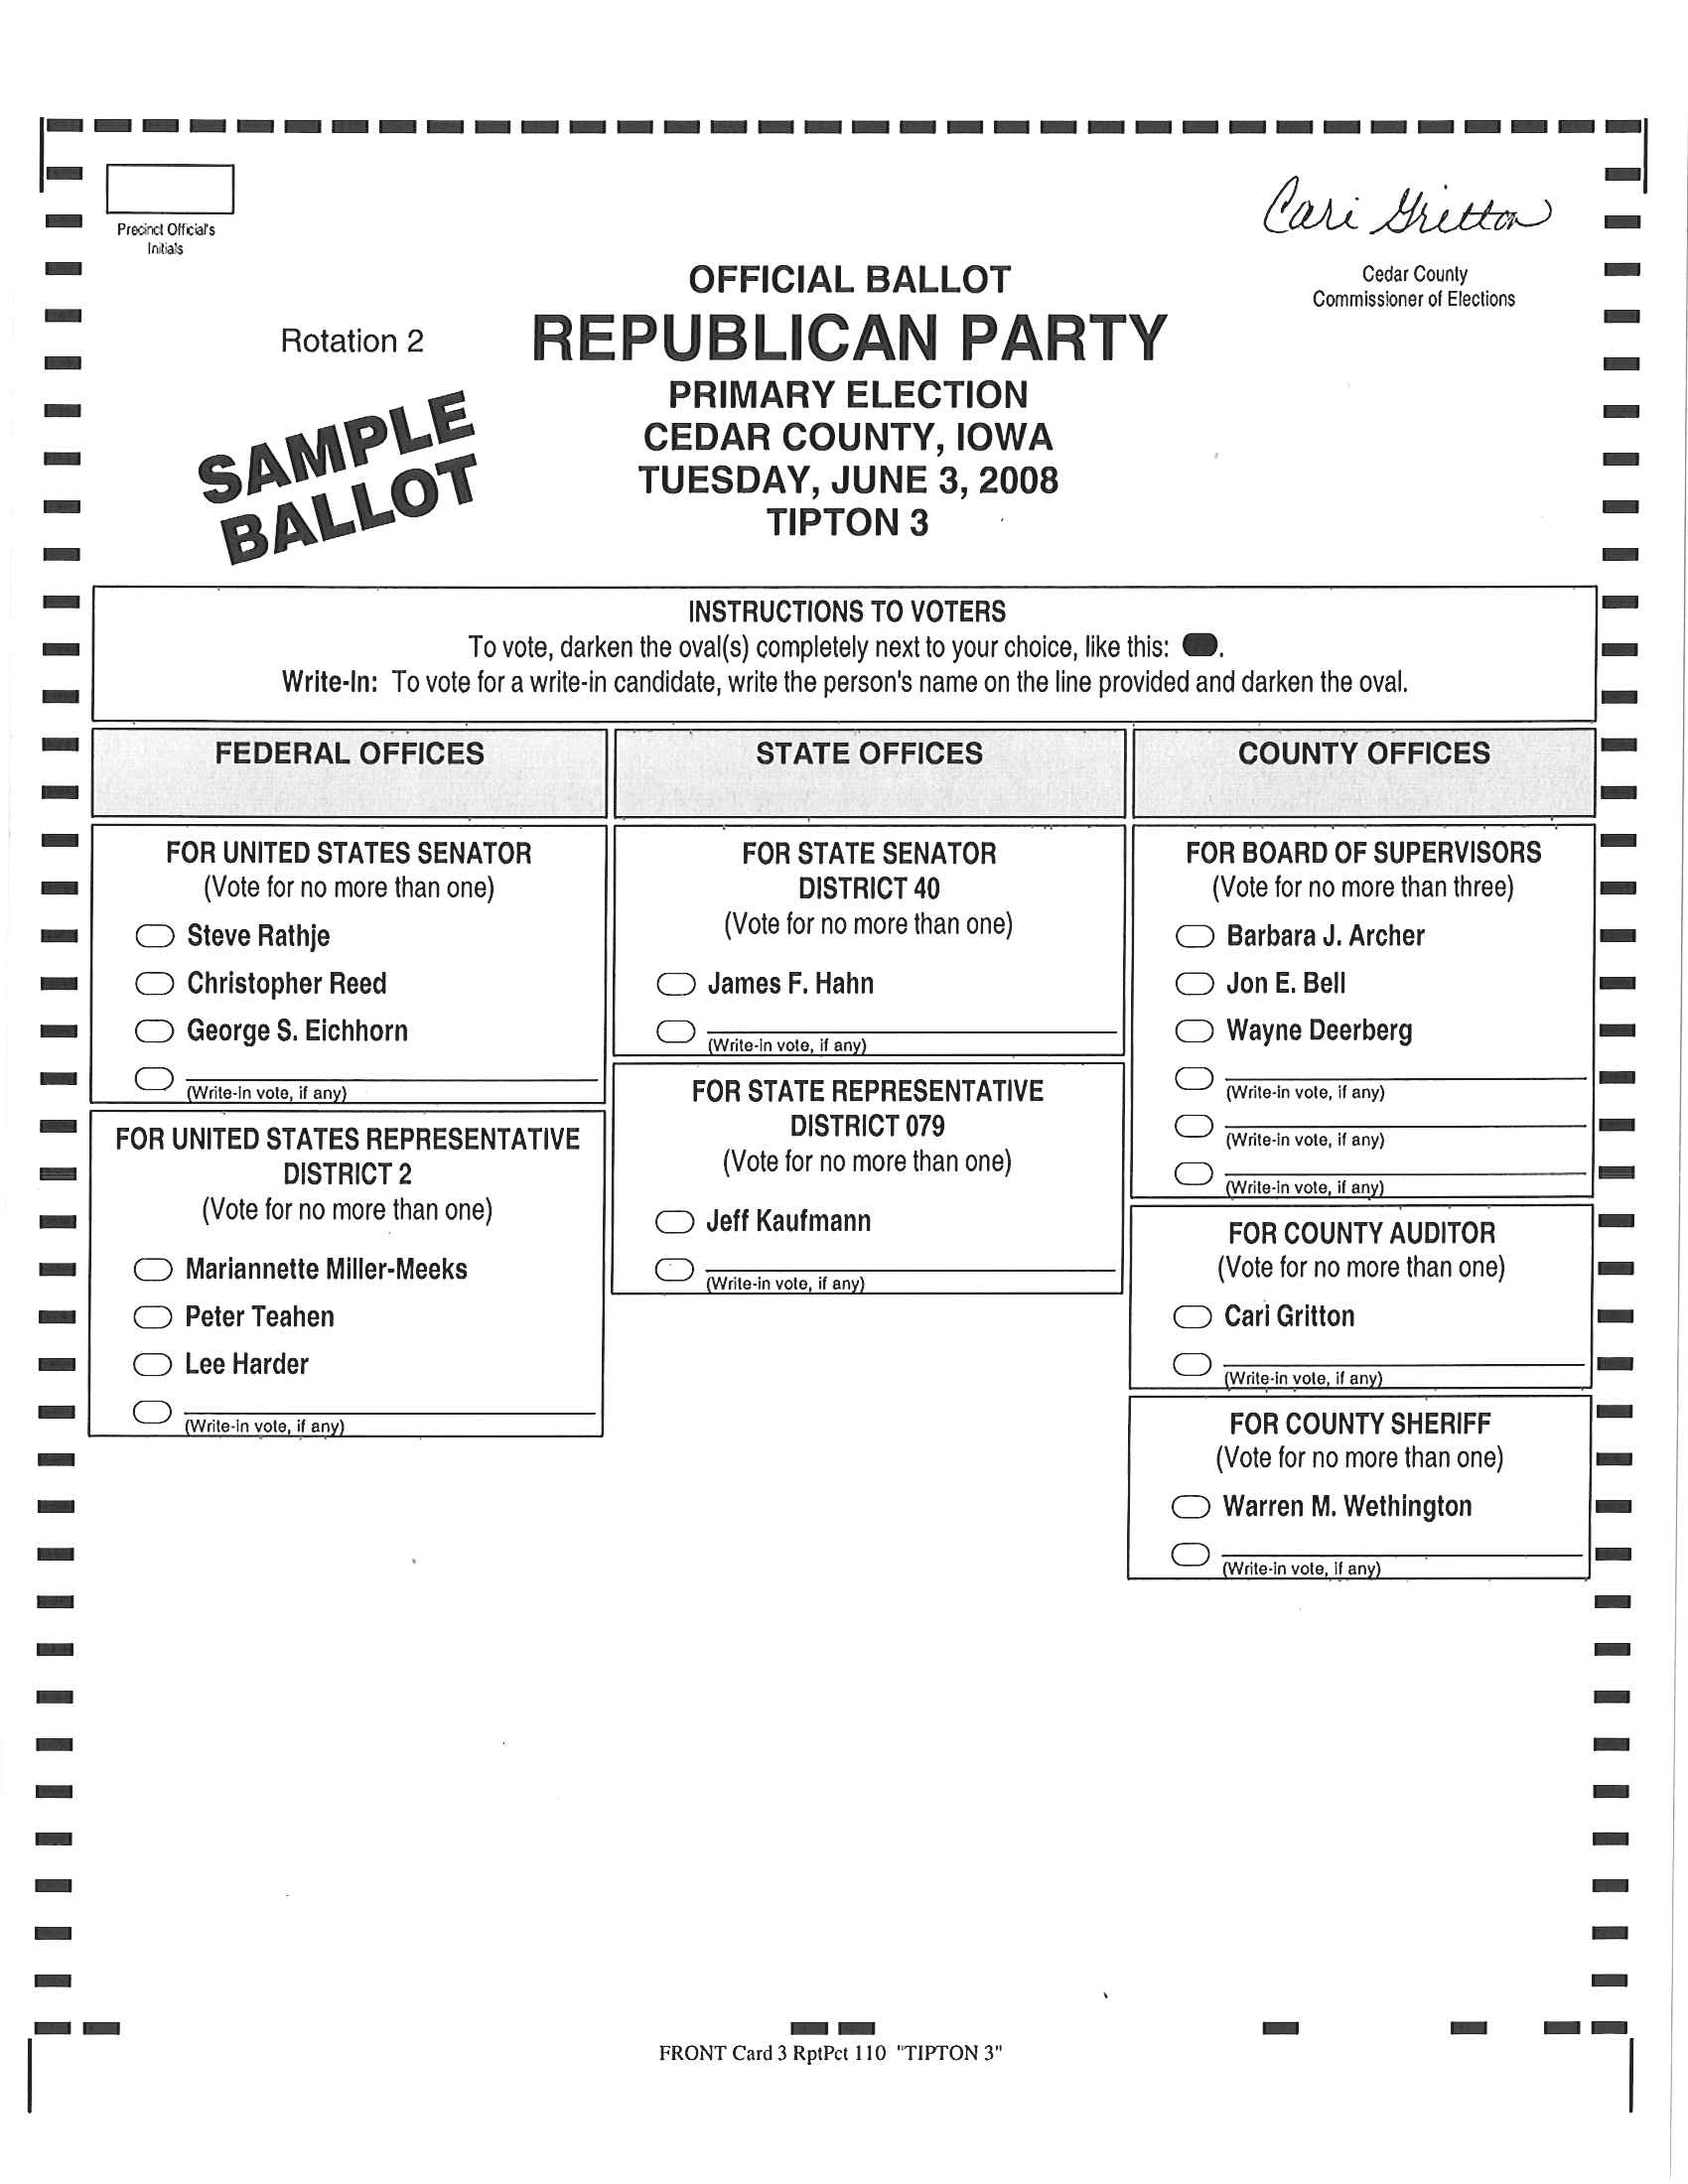 Precinct Official's
Initials
Cari Gritton
Cedar County
Commissioner of Elections
Rotation 2
SAMPLE
BALLOT
OFFICIAL BALLOT
REPUBLICAN PARTY
PRIMARY ELECTION
CEDAR COUNTY, IOWA
TUESDAY, JUNE 3, 2008
TIPTON 3
INSTRUCTIONS TO VOTERS
To vote, darken the oval(s) completely next to your choice, like this: .
Write-In: To vote for a write-in candidate, write the person's name on the line provided and darken the oval.
FEDERAL OFFICES
FOR UNITED STATES SENATOR
(Vote for no more than one)
Steve Rathje
Christopher Reed
George S. Eichhorn
(Write-in vote, if any)
FOR UNITED STATES REPRESENTATIVE
DISTRICT 2
(Vote for no more than one)
Mariannette Miller-Meeks
Peter Teahen
Lee Harder
(Write-in vote, if any)
STATE OFFICES
FOR STATE SENATOR
DISTRICT 40
(Vote for no more than one)
James F. Hahn
(Write-in vote, if any)
FOR STATE REPRESENTATIVE
DISTRICT 079
(Vote for no more than one)
Jeff Kaufmann
(Write-in vote, if any)
COUNTY OFFICES
FOR BOARD OF SUPERVISORS
(Vote for no more than three)
Barbara J. Archer
Jon E. Bell
Wayne Deerberg
(Write-in vote, if any)
(Write-in vote, if any)
(Write-in vote, if any)
FOR COUNTY AUDITOR
(Vote for no more than one)
Cari Gritton
(Write-in vote, if any)
FOR COUNTY SHERIFF
(Vote for no more than one)
Warren M. Wethington
(Write-in vote, if any)
FRONT Card 3 RptPct 110 "TIPTON 3"